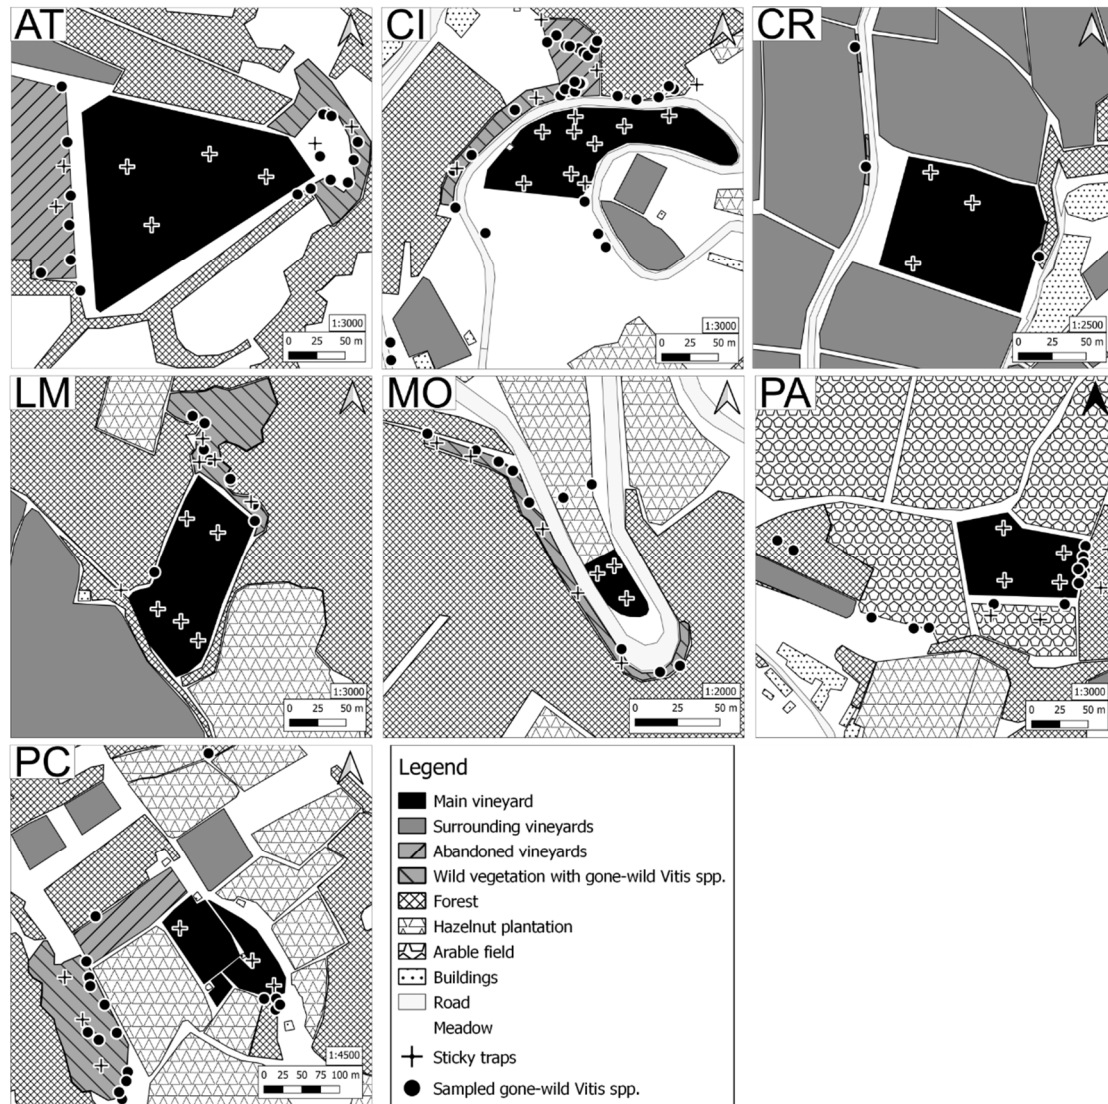 AT
1:3000
0 25 50 m
CI
1:3000
0 25 50 m
CR
1:2500
0 25 50 m
LM
1:3000
0 25 50 m
MO
1:2000
0 25 50 m
PA
1:3000
0 25 50 m
PC
1:4500
0 25 50 75 100 m
Legend
Main vineyard
Surrounding vineyards
Abandoned vineyards
Wild vegetation with gone-wild Vitis spp.
Forest
Hazelnut plantation
Arable field
Buildings
Road
Meadow
Sticky traps
Sampled gone-wild Vitis spp.